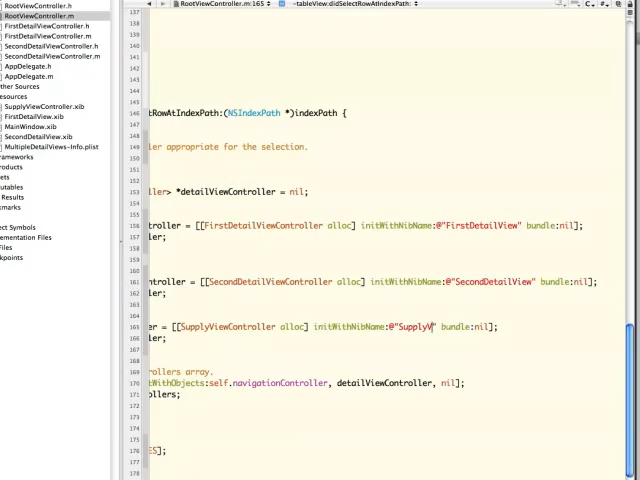 RootViewController.h
RootViewController.m
FirstDetailViewController.h
FirstDetailViewController.m
SecondDetailViewController.h
SecondDetailViewController.m
AppDelegate.h
AppDelegate.m
ther Sources
esources
SupplyViewController.xib
FirstDetailView.xib
MainWindow.xib
SecondDetailView.xib
MultipleDetailViews-Info.plist
rameworks
roducts
ets
utables
Results
kmarks
ect Symbols
ementation Files
Files
kpoints
RootViewController.m:165
-tableView:didSelectRowAtIndexPath:
C
#
137
138
139
140
141
142
143
144
145
146 tRowAtIndexPath:(NSIndexPath *)indexPath {
147
148
149 ler appropriate for the selection.
150
151
152
153 ller> *detailViewController = nil;
154
155
156 troller = [[FirstDetailViewController alloc] initWithNibName:@"FirstDetailView" bundle:nil];
157 ler;
158
159
160
161 ntroller = [[SecondDetailViewController alloc] initWithNibName:@"SecondDetailView" bundle:nil];
162 ler;
163
164
165 er = [[SupplyViewController alloc] initWithNibName:@"SupplyV" bundle:nil];
166 ler;
167
168
169 rollers array.
170 tWithObjects:self.navigationController, detailViewController, nil];
171 ollers;
172
173
174
175
176 ES];
177
178